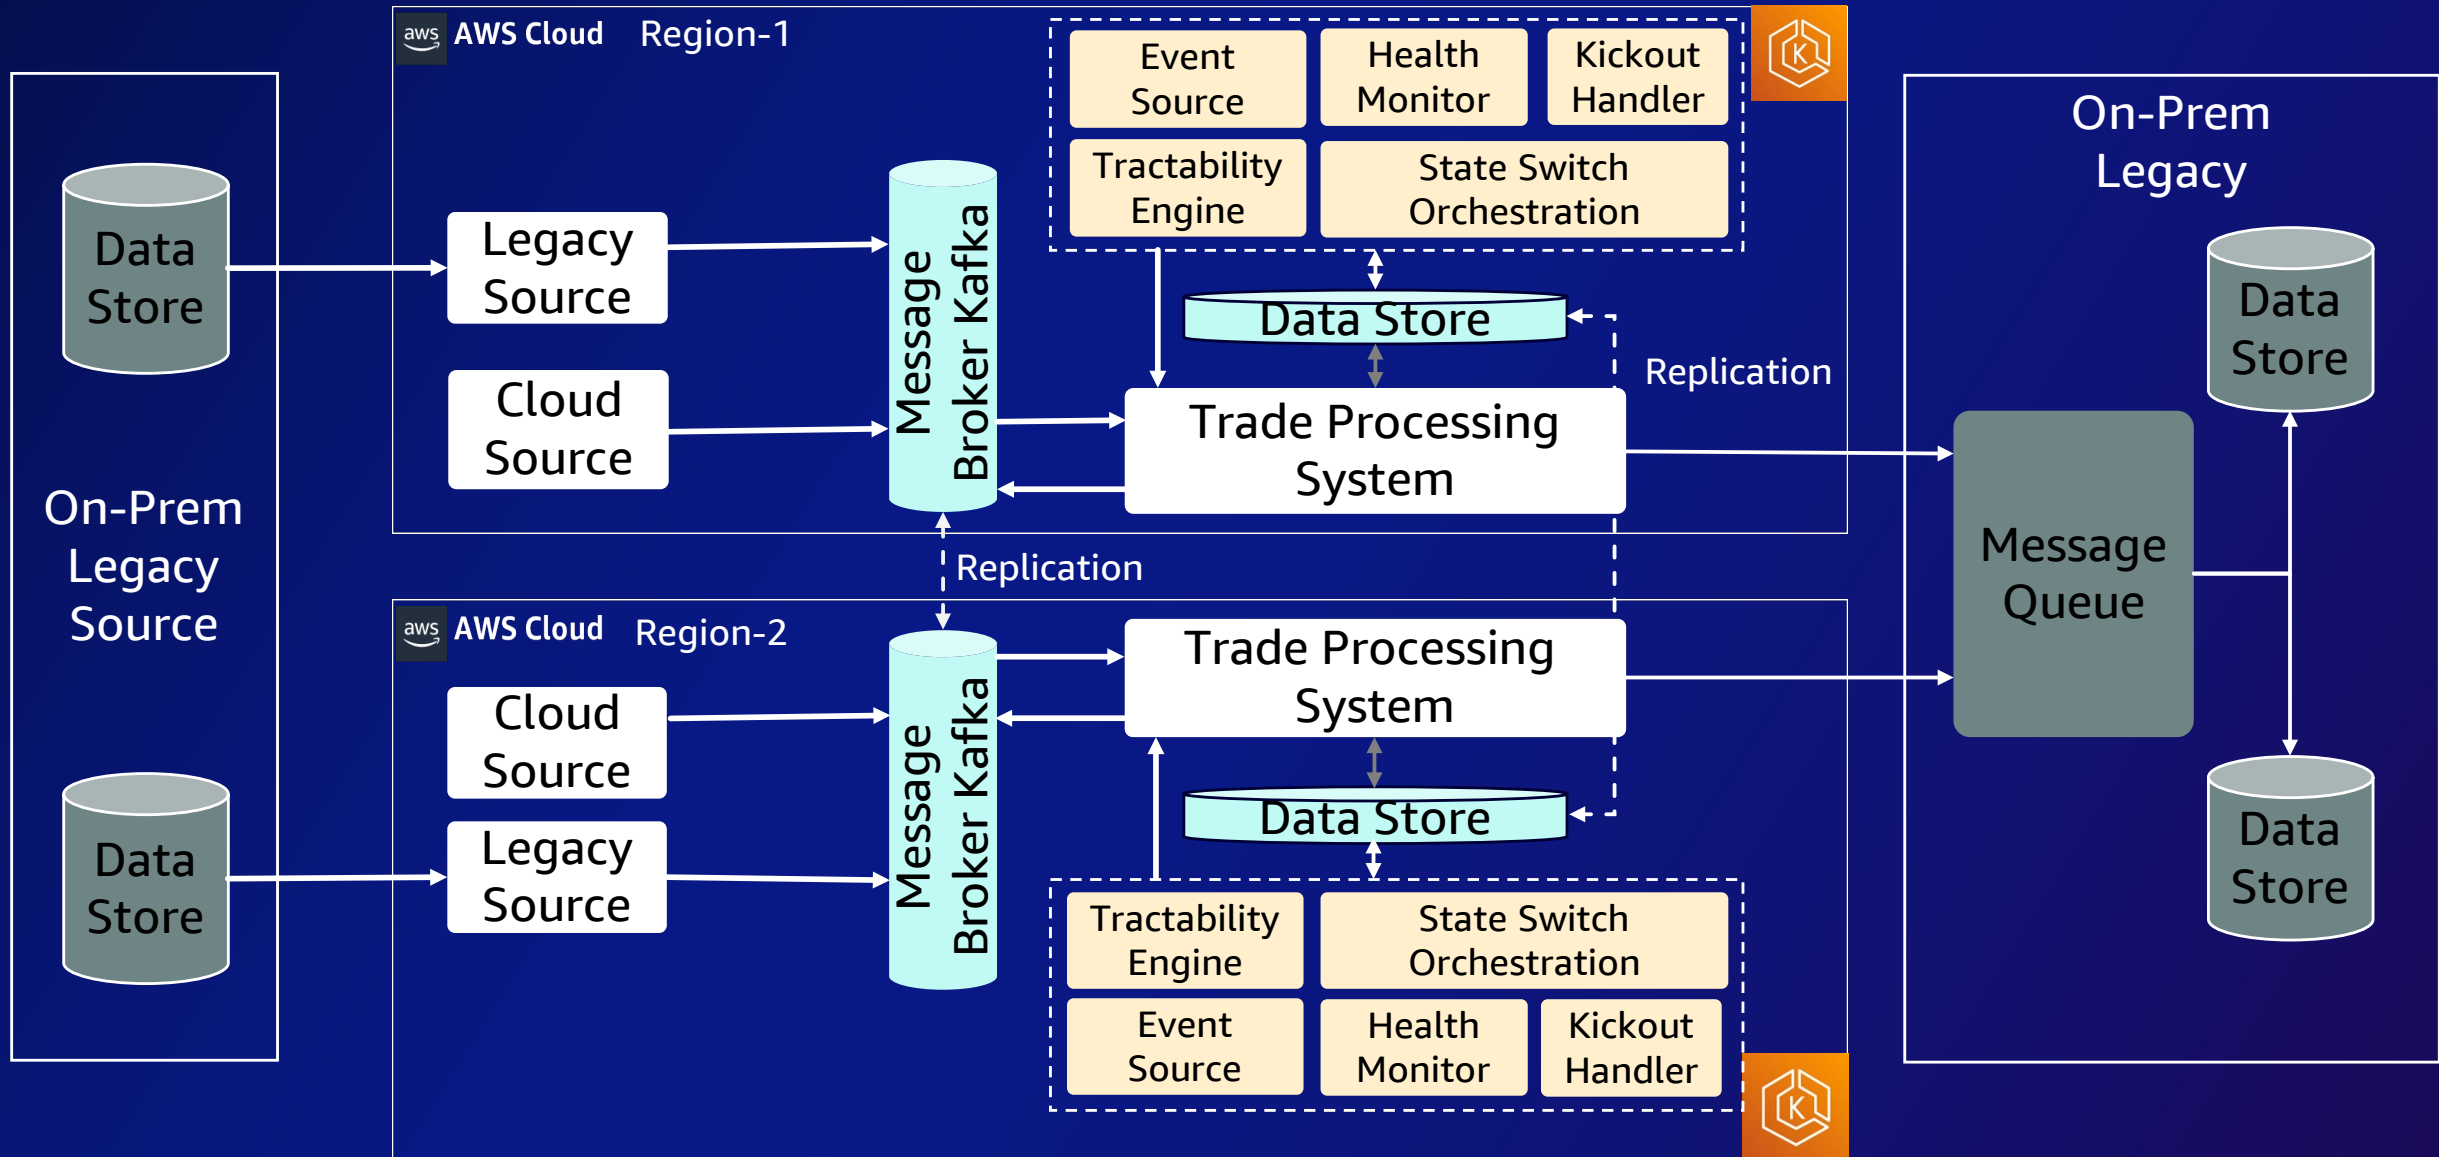 On-Prem
Legacy
Source
Data
Store
Data
Store
aws
AWS Cloud Region-1
Legacy
Source
Cloud
Source
Message
Broker Kafka
Event
Source
Health
Monitor
Kickout
Handler
Tractability
Engine
State Switch
Orchestration
Data Store
Replication
Trade Processing
System
Replication
aws
AWS Cloud Region-2
Cloud
Source
Legacy
Source
Message
Broker Kafka
Trade Processing
System
Data Store
Tractability
Engine
State Switch
Orchestration
Event
Source
Health
Monitor
Kickout
Handler
K
K
On-Prem
Legacy
Message
Queue
Data
Store
Data
Store